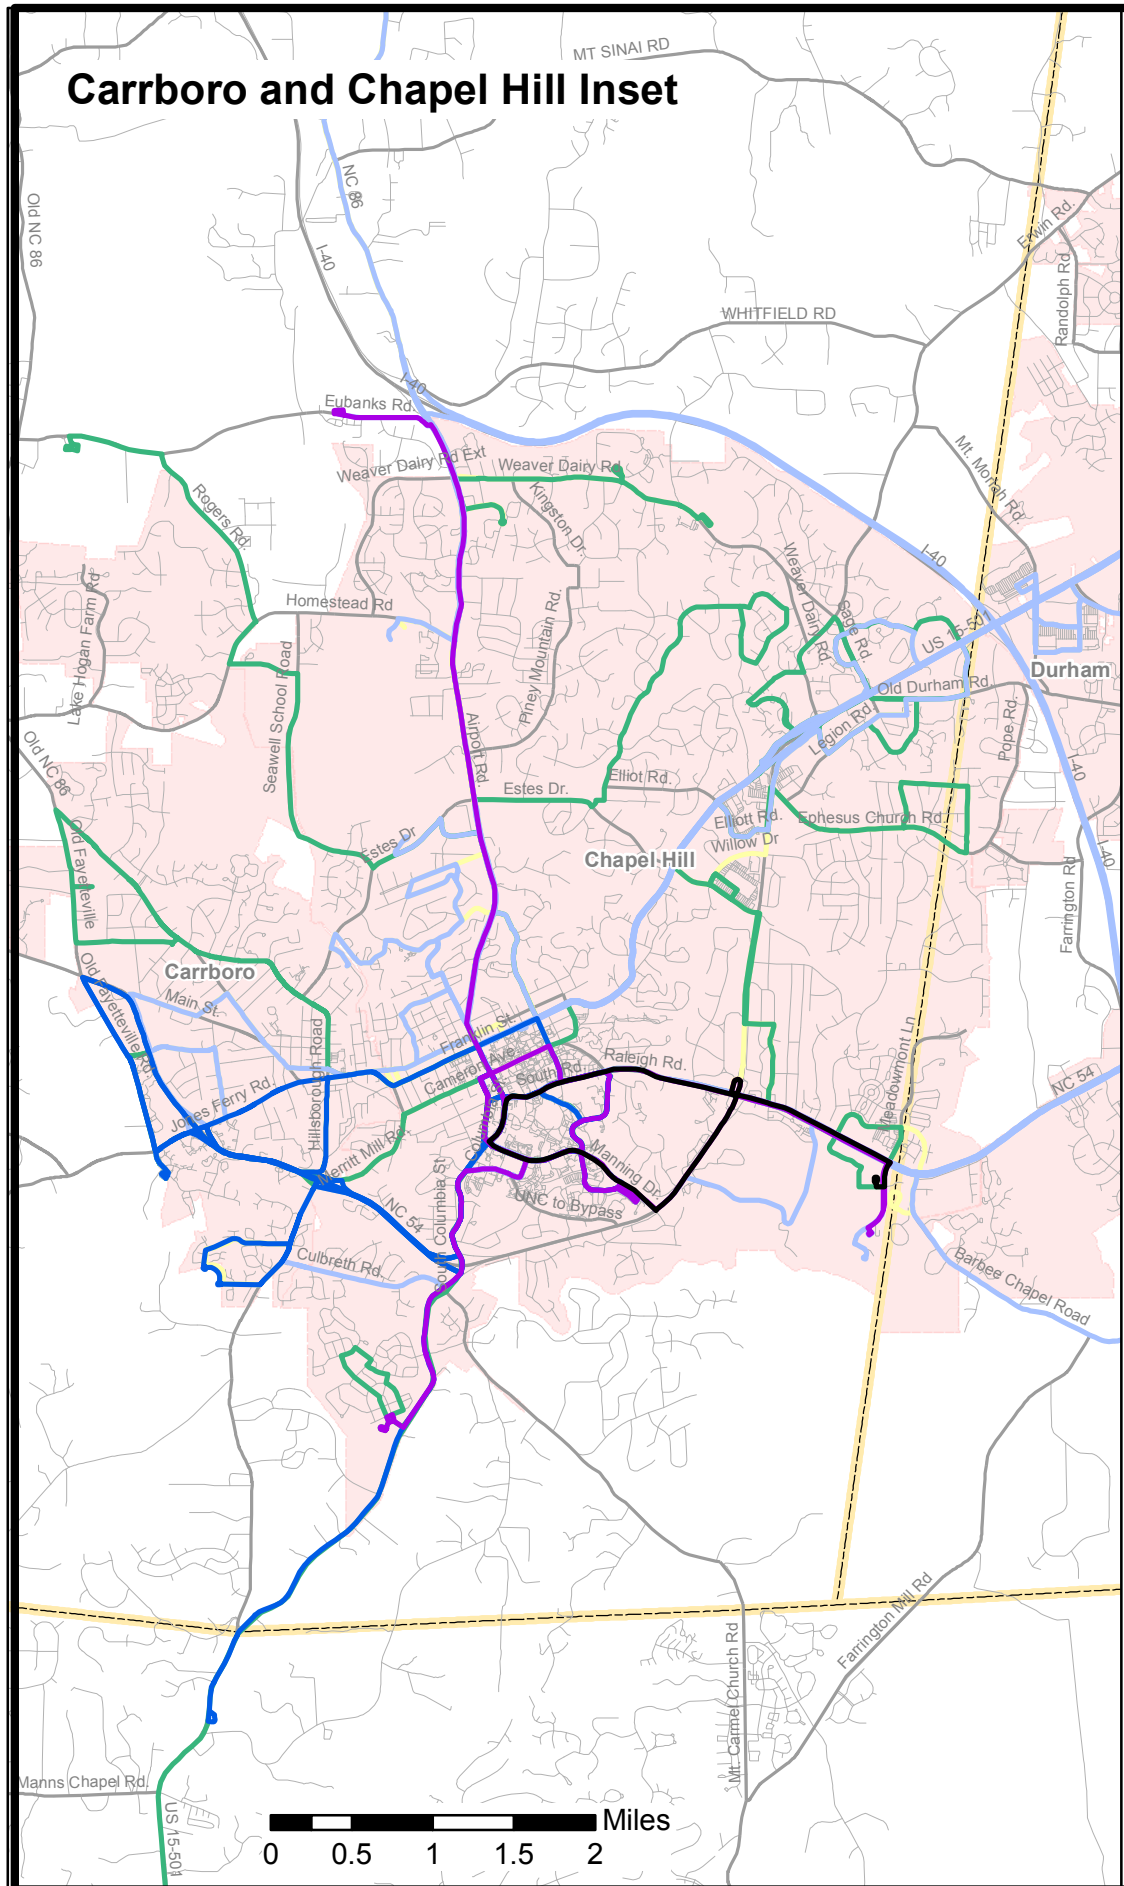 MT SINAI RD
Carrboro and Chapel Hill Inset
NC 86
Old NC 86
I-40
Erwin Rd.
Randolph Rd
WHITFIELD RD
I-40
Eubanks Rd.
Weaver Dairy Rd Ext
Weaver Dairy Rd
Mt. Moriah Rd.
Kingston Dr.
Rogers Rd.
I-40
Weaver Dairy Rd.
Lake Hogan Farm Rd
Homestead Rd
Piney Mountain Rd.
Sage Rd.
US 15-501
Durham
Seawell School Road
Old Durham Rd.
Airport Rd.
Legion Rd.
Pope Rd.
Old NC 86
I-40
Elliot Rd.
Estes Dr.
Elliott Rd.
Ephesus Church Rd.
Old Fayetteville
Estes Dr
Willow Dr
Chapel Hill
I-40
Farrington Rd
Carrboro
Old Fayetteville Rd.
Main St.
Franklin St.
Hillsborough Road
Cameron Ave.
Raleigh Rd.
South Rd.
Meadowmont Ln
NC 54
Jones Ferry Rd.
Columbia St.
Merritt Mill Rd.
Manning Dr.
UNC to Bypass
NC 54
South Columbia St
Culbreth Rd.
Barbee Chapel Road
Farrington Mill Rd
Mt. Carmel Church Rd
Manns Chapel Rd.
US 15-501
Miles
0 0.5 1 1.5 2